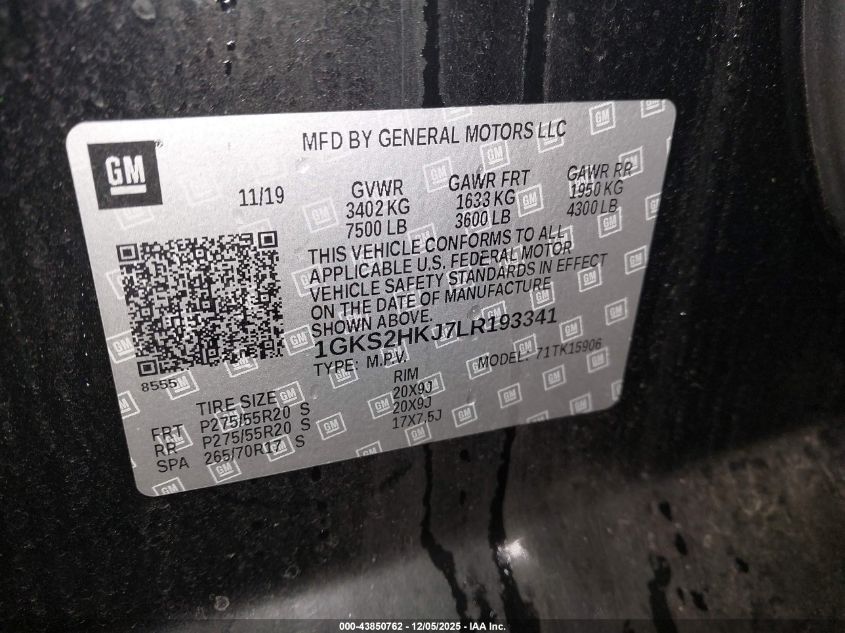 MFD BY GENERAL MOTORS LLC
GM
11/19
GVWR
3402 KG
7500 LB
GAWR FRT
1633 KG
3600 LB
GAWR RR
1950 KG
4300 LB
THIS VEHICLE CONFORMS TO ALL
APPLICABLE U.S. FEDERAL MOTOR
VEHICLE SAFETY STANDARDS IN EFFECT
ON THE DATE OF MANUFACTURE
SHOWN ABOVE.
1GKS2HKJ7LR193341
TYPE: M.P.V. MODEL: 71TK15906
8555
TIRE SIZE RIM
FRT P275/55R20 S 20X9J
RR P275/55R20 S 20X9J
SPA 265/70R17 S 17X7.5J
000-43850762 - 12/05/2025 - IAA Inc.